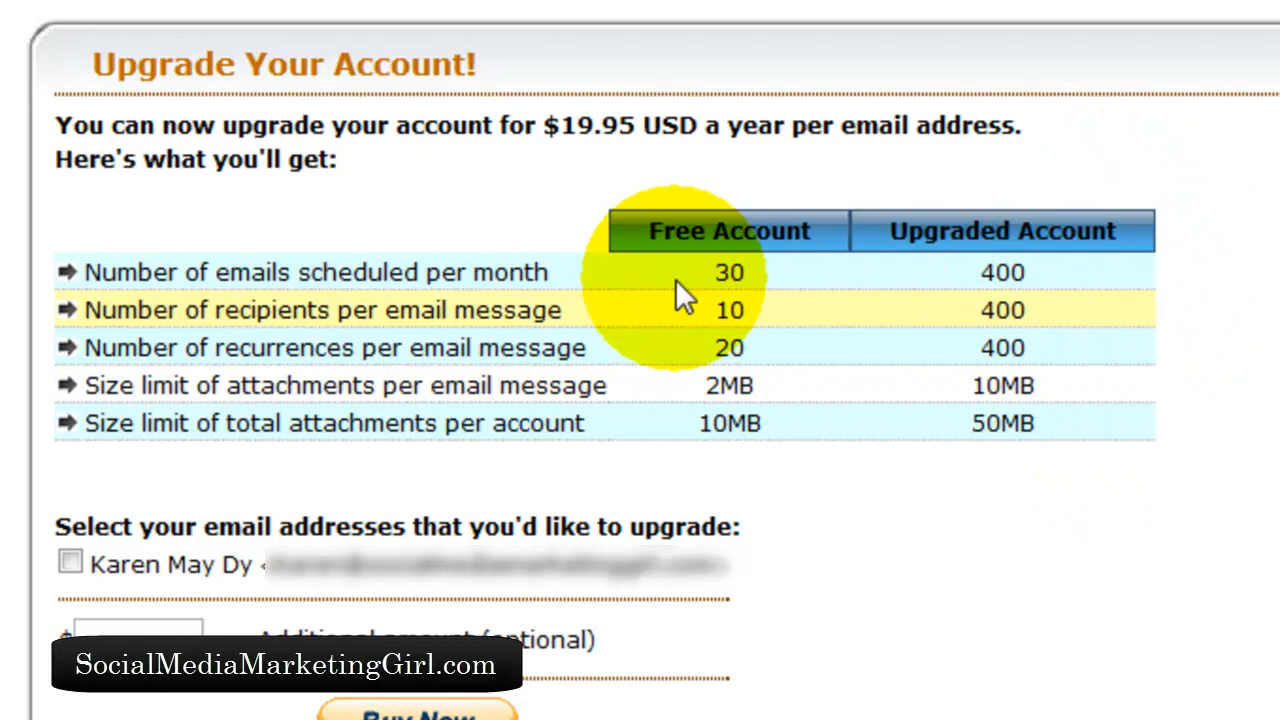 Upgrade Your Account!
You can now upgrade your account for $19.95 USD a year per email address.
Here's what you'll get:
Free Account Upgraded Account
Number of emails scheduled per month 30 400
Number of recipients per email message 10 400
Number of recurrences per email message 20 400
Size limit of attachments per email message 2MB 10MB
Size limit of total attachments per account 10MB 50MB
Select your email addresses that you'd like to upgrade:
Karen May Dy <
$ Additional amount (optional)
SocialMediaMarketingGirl.com
Buy Now